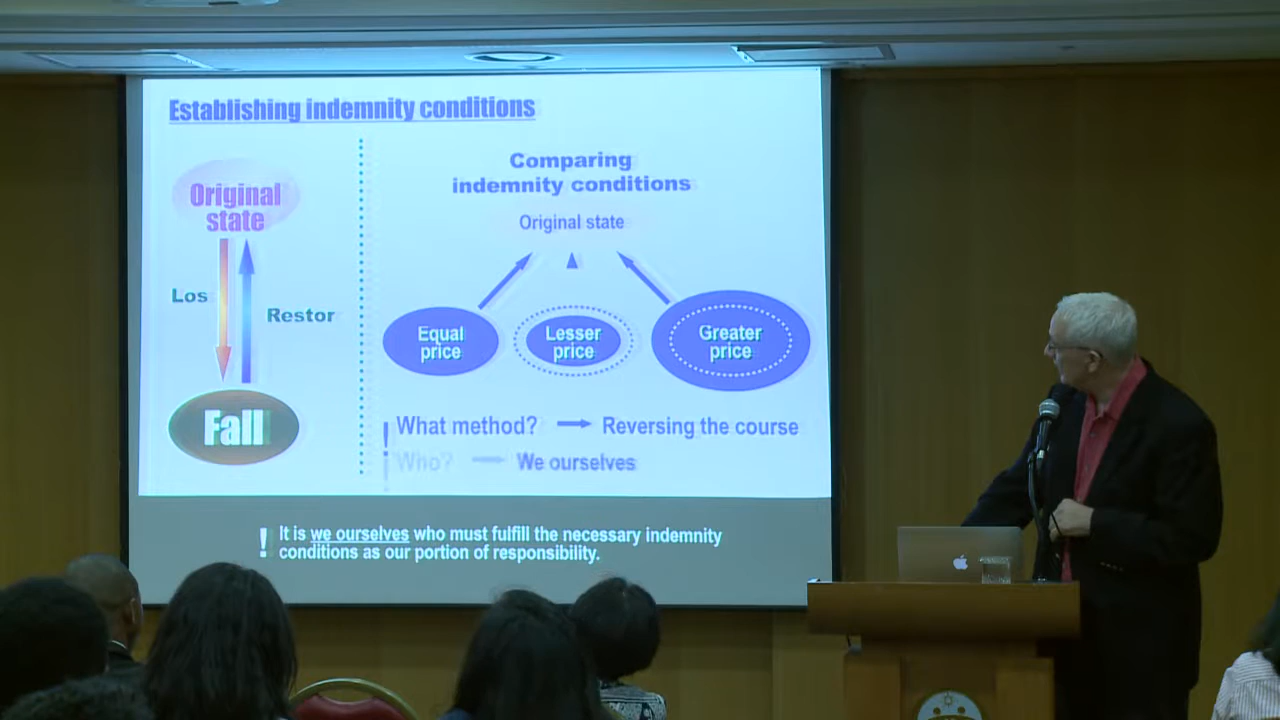 Establishing indemnity conditions
Original
state
Los
Restor
Fall
Comparing
indemnity conditions
Original state
Equal
price
Lesser
price
Greater
price
! What method? → Reversing the course
! Who? → We ourselves
! It is we ourselves who must fulfill the necessary indemnity
conditions as our portion of responsibility.